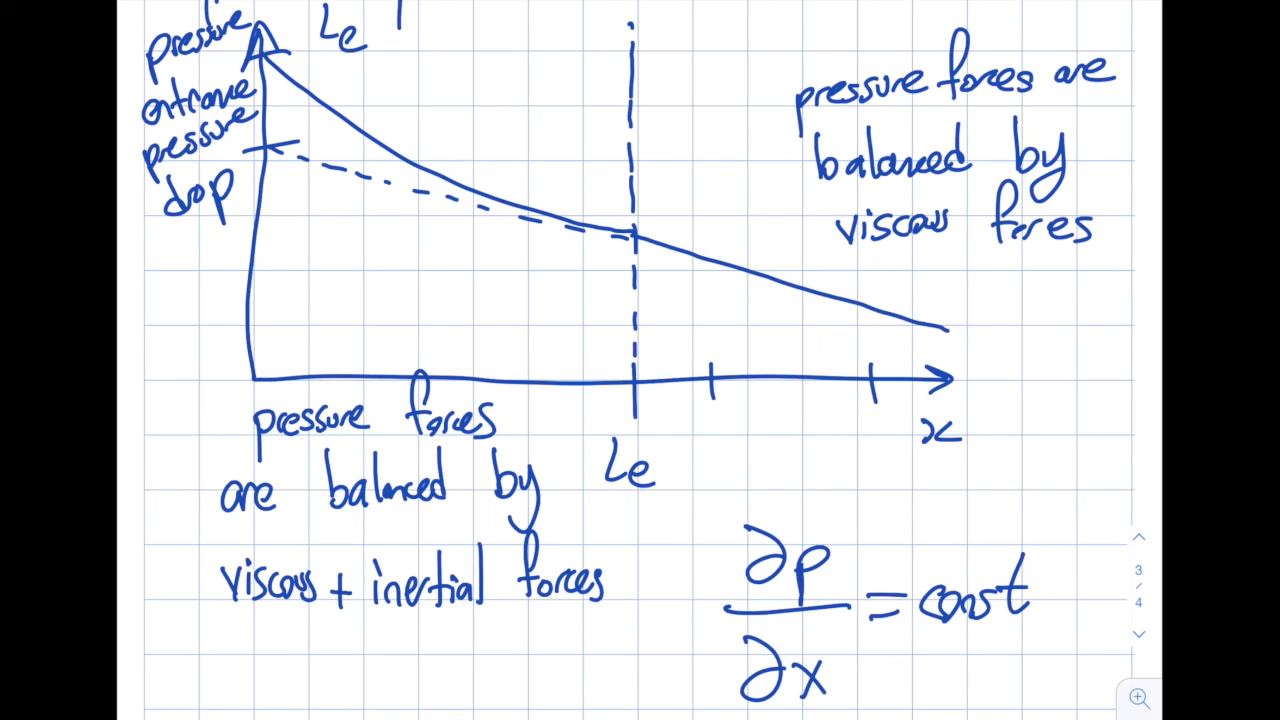 pressure
Le
entrance
pressure
drop
pressure forces are
balanced by
viscous forces
x
Le
pressure forces
are balanced by
viscous + inertial forces
∂p
∂x
= const
3
/
4